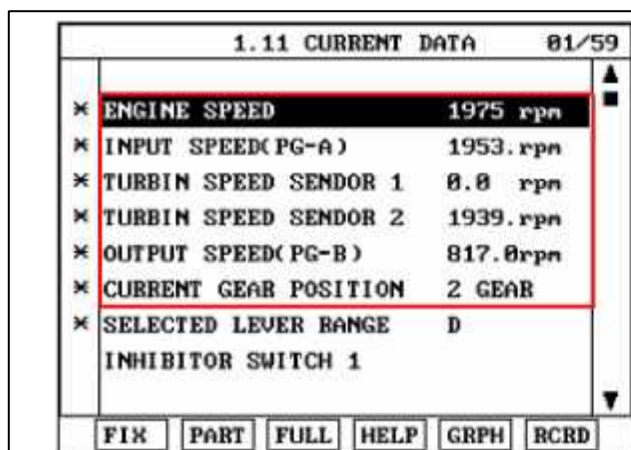 1.11 CURRENT DATA 01/59
* ENGINE SPEED 1975 rpm
* INPUT SPEED(PG-A) 1953.rpm
* TURBIN SPEED SENDOR 1 0.0 rpm
* TURBIN SPEED SENDOR 2 1939.rpm
* OUTPUT SPEED(PG-B) 817.0rpm
* CURRENT GEAR POSITION 2 GEAR
* SELECTED LEVER RANGE D
INHIBITOR SWITCH 1
FIX PART FULL HELP GRPH RCRD